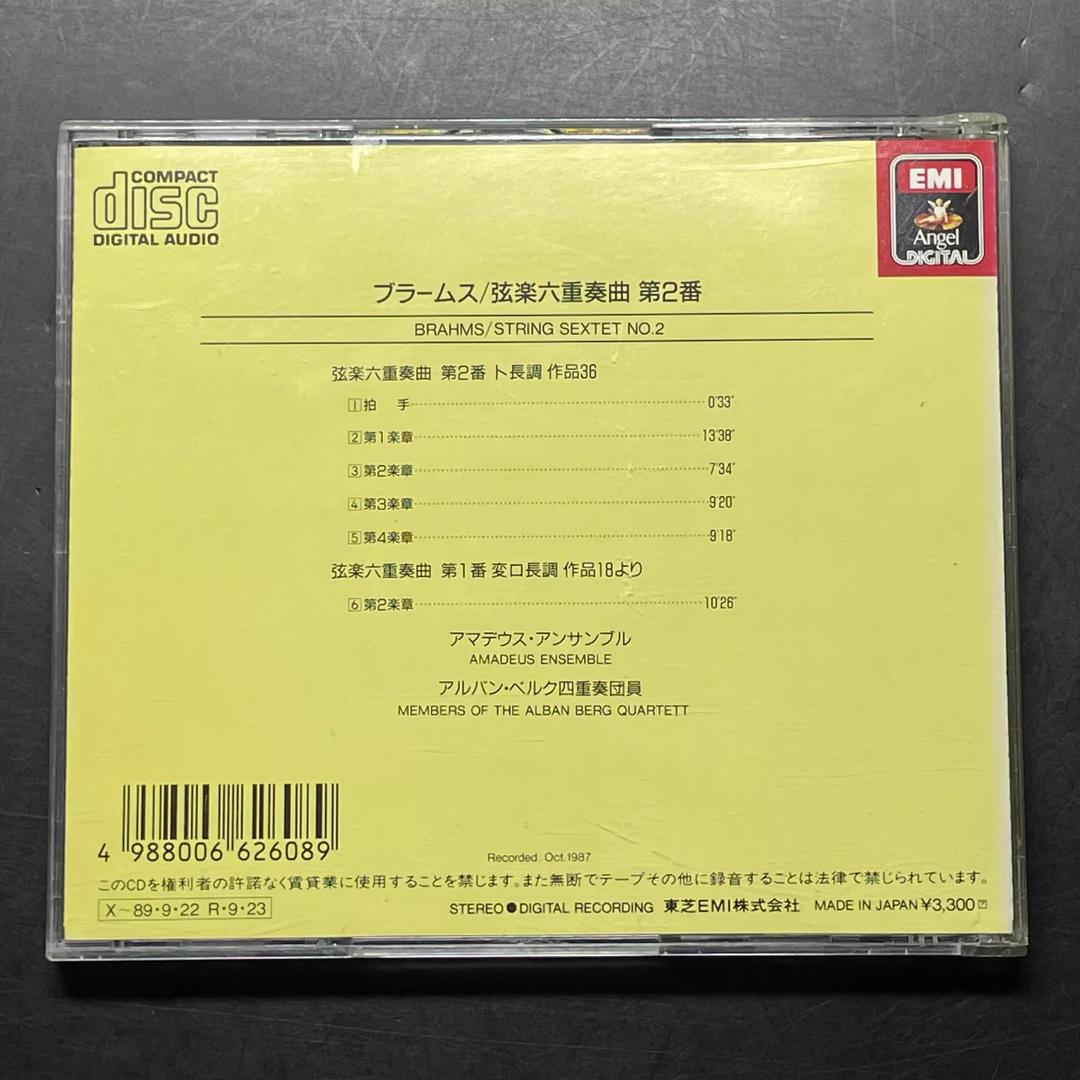 COMPACT
disc
DIGITAL AUDIO
EMI
Angel
DIGITAL
ブラームス/弦楽六重奏曲 第2番
BRAHMS/STRING SEXTET NO.2
弦楽六重奏曲 第2番 ト長調 作品36
1 拍 手 0'33"
2 第1楽章 13'38"
3 第2楽章 7'34"
4 第3楽章 9'20"
5 第4楽章 9'18"
弦楽六重奏曲 第1番 変ロ長調 作品18より
6 第2楽章 10'26"
アマデウス・アンサンブル
AMADEUS ENSEMBLE
アルバン・ベルク四重奏団員
MEMBERS OF THE ALBAN BERG QUARTETT
4 988006 626089
Recorded: Oct.1987
このCDを権利者の許諾なく賃貸業に使用することを禁じます。また無断でテープその他に録音することは法律で禁じられています。
X～89・9・22 R・9・23
STEREO●DIGITAL RECORDING 東芝EMI株式会社 MADE IN JAPAN ¥3,300